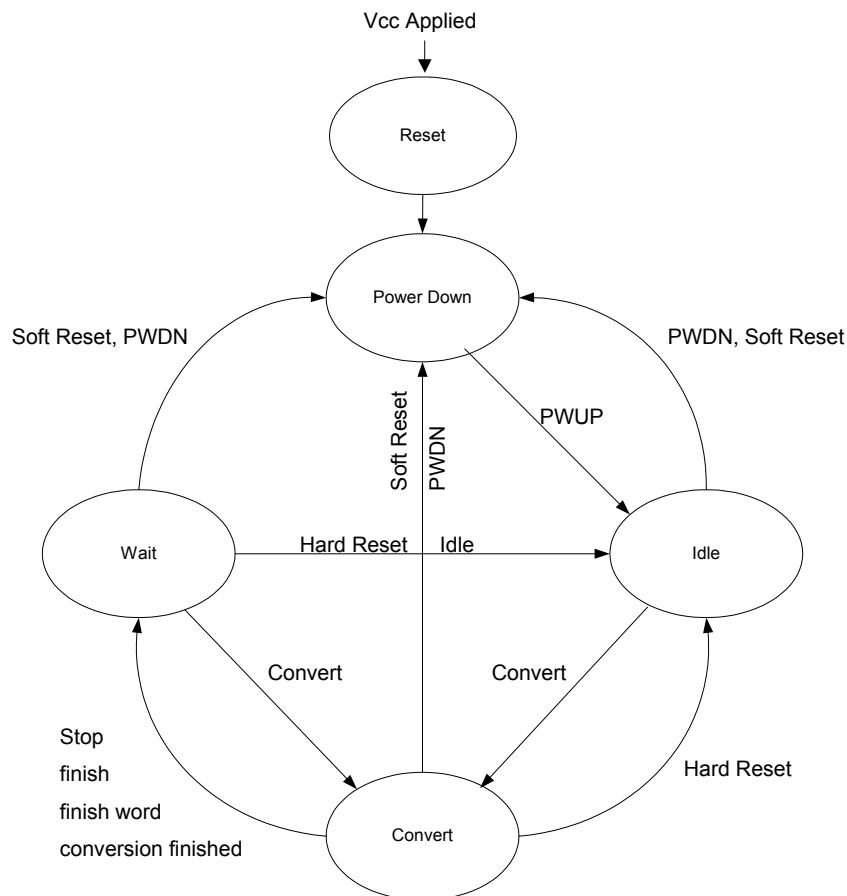 Vcc Applied
Reset
Power Down
Soft Reset, PWDN
PWDN, Soft Reset
Soft Reset
PWDN
PWUP
Wait
Hard Reset
Idle
Idle
Convert
Convert
Stop
finish
finish word
conversion finished
Hard Reset
Convert